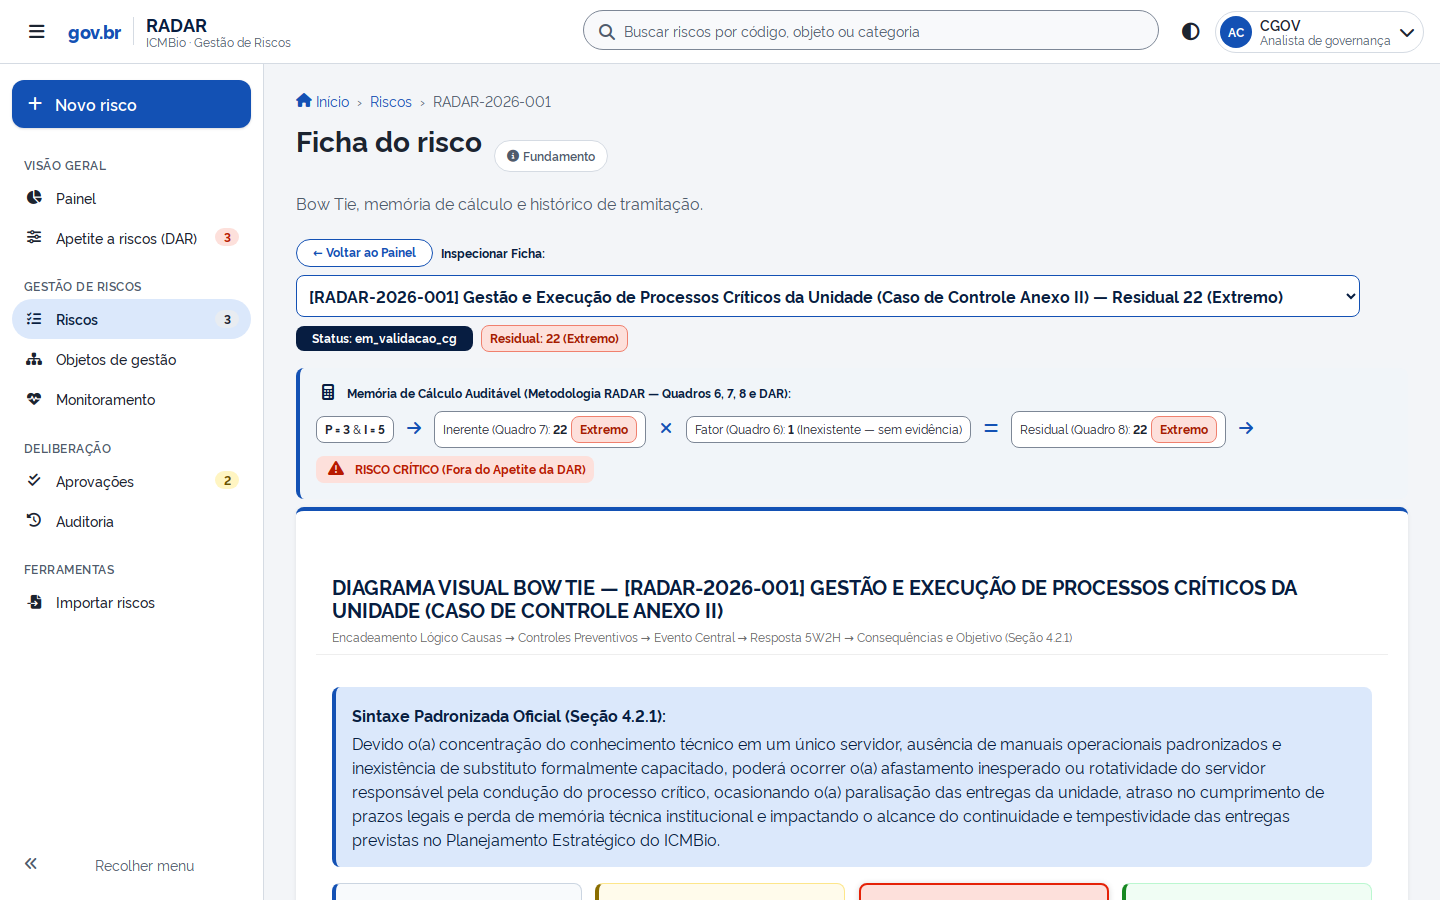 gov.br
RADAR
ICMBio · Gestão de Riscos
Buscar riscos por código, objeto ou categoria
AC
CGOV
Analista de governança
Novo risco
VISÃO GERAL
Painel
Apetite a riscos (DAR) 3
GESTÃO DE RISCOS
Riscos 3
Objetos de gestão
Monitoramento
DELIBERAÇÃO
Aprovações 2
Auditoria
FERRAMENTAS
Importar riscos
Recolher menu
Início › Riscos › RADAR-2026-001
Ficha do risco
Fundamento
Bow Tie, memória de cálculo e histórico de tramitação.
← Voltar ao Painel Inspecionar Ficha:
[RADAR-2026-001] Gestão e Execução de Processos Críticos da Unidade (Caso de Controle Anexo II) — Residual 22 (Extremo)
Status: em_validacao_cg Residual: 22 (Extremo)
Memória de Cálculo Auditável (Metodologia RADAR — Quadros 6, 7, 8 e DAR):
P = 3 & I = 5 → Inerente (Quadro 7): 22 Extremo × Fator (Quadro 6): 1 (Inexistente — sem evidência) = Residual (Quadro 8): 22 Extremo →
RISCO CRÍTICO (Fora do Apetite da DAR)
DIAGRAMA VISUAL BOW TIE — [RADAR-2026-001] GESTÃO E EXECUÇÃO DE PROCESSOS CRÍTICOS DA
UNIDADE (CASO DE CONTROLE ANEXO II)
Encadeamento Lógico Causas → Controles Preventivos → Evento Central → Resposta 5W2H → Consequências e Objetivo (Seção 4.2.1)
Sintaxe Padronizada Oficial (Seção 4.2.1):
Devido o(a) concentração do conhecimento técnico em um único servidor, ausência de manuais operacionais padronizados e
inexistência de substituto formalmente capacitado, poderá ocorrer o(a) afastamento inesperado ou rotatividade do servidor
responsável pela condução do processo crítico, ocasionando o(a) paralisação das entregas da unidade, atraso no cumprimento de
prazos legais e perda de memória técnica institucional e impactando o alcance do continuidade e tempestividade das entregas
previstas no Planejamento Estratégico do ICMBio.